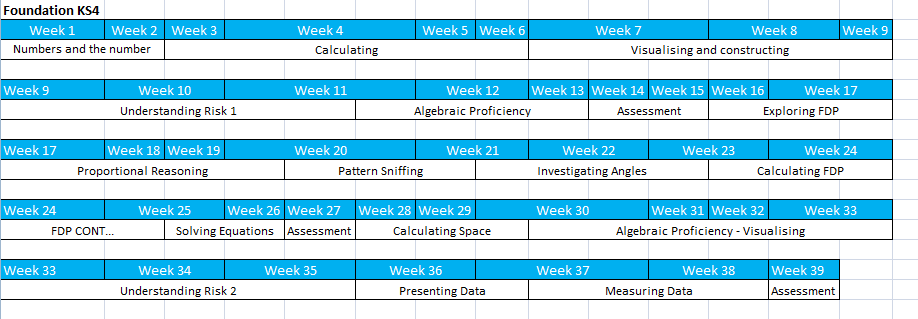 Foundation KS4
Week 1 Week 2 Week 3 Week 4 Week 5 Week 6 Week 7 Week 8 Week 9
Numbers and the number Calculating Visualising and constructing
Week 9 Week 10 Week 11 Week 12 Week 13 Week 14 Week 15 Week 16 Week 17
Understanding Risk 1 Algebraic Proficiency Assessment Exploring FDP
Week 17 Week 18 Week 19 Week 20 Week 21 Week 22 Week 23 Week 24
Proportional Reasoning Pattern Sniffing Investigating Angles Calculating FDP
Week 24 Week 25 Week 26 Week 27 Week 28 Week 29 Week 30 Week 31 Week 32 Week 33
FDP CONT... Solving Equations Assessment Calculating Space Algebraic Proficiency - Visualising
Week 33 Week 34 Week 35 Week 36 Week 37 Week 38 Week 39
Understanding Risk 2 Presenting Data Measuring Data Assessment